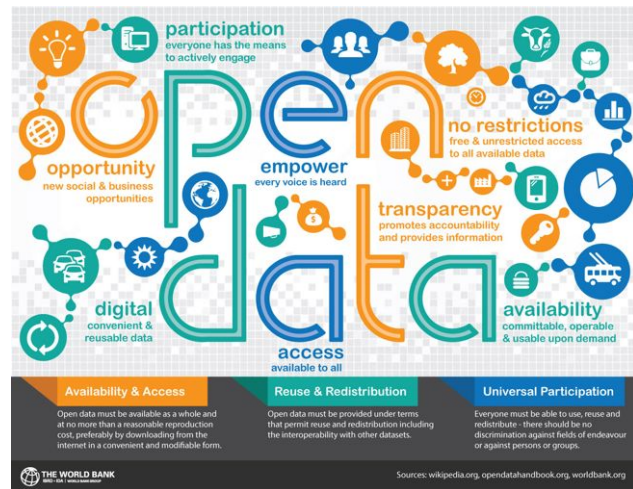 participation
everyone has the means
to actively engage
open
opportunity
new social & business
opportunities
empower
every voice is heard
no restrictions
free & unrestricted access
to all available data
transparency
promotes accountability
and provides information
data
digital
convenient &
reusable data
access
available to all
availability
committable, operable
& usable upon demand
Availability & Access
Open data must be available as a whole and
at no more than a reasonable reproduction
cost, preferably by downloading from the
internet in a convenient and modifiable form.
Reuse & Redistribution
Open data must be provided under terms
that permit reuse and redistribution including
the interoperability with other datasets.
Universal Participation
Everyone must be able to use, reuse and
redistribute - there should be no
discrimination against fields of endeavour
or against persons or groups.
THE WORLD BANK
IBRD • IDA | WORLD BANK GROUP
Sources: wikipedia.org, opendatahandbook.org, worldbank.org